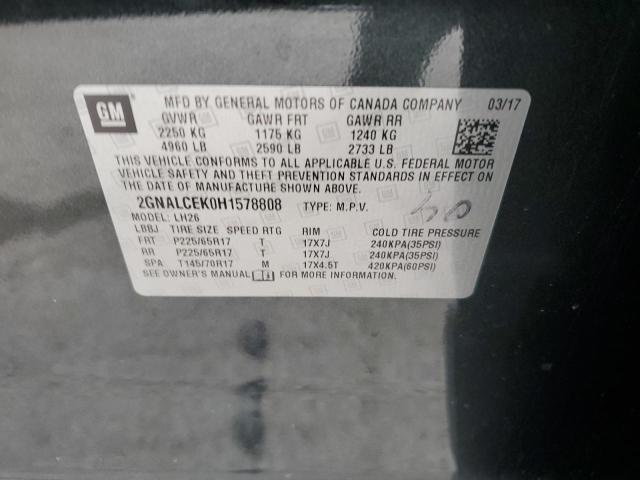 GM
MFD BY GENERAL MOTORS OF CANADA COMPANY 03/17
GVWR GAWR FRT GAWR RR
2250 KG 1175 KG 1240 KG
4960 LB 2590 LB 2733 LB
THIS VEHICLE CONFORMS TO ALL APPLICABLE U.S. FEDERAL MOTOR
VEHICLE SAFETY AND THEFT PREVENTION STANDARDS IN EFFECT ON
THE DATE OF MANUFACTURE SHOWN ABOVE.
2GNALCEK0H1578808 TYPE: M.P.V.
MODEL: LH26
LBBJ TIRE SIZE SPEED RTG RIM COLD TIRE PRESSURE
FRT P225/65R17 T 17X7J 240KPA(35PSI)
RR P225/65R17 T 17X7J 240KPA(35PSI)
SPA T145/70R17 M 17X4.5T 420KPA(60PSI)
SEE OWNER'S MANUAL FOR MORE INFORMATION.